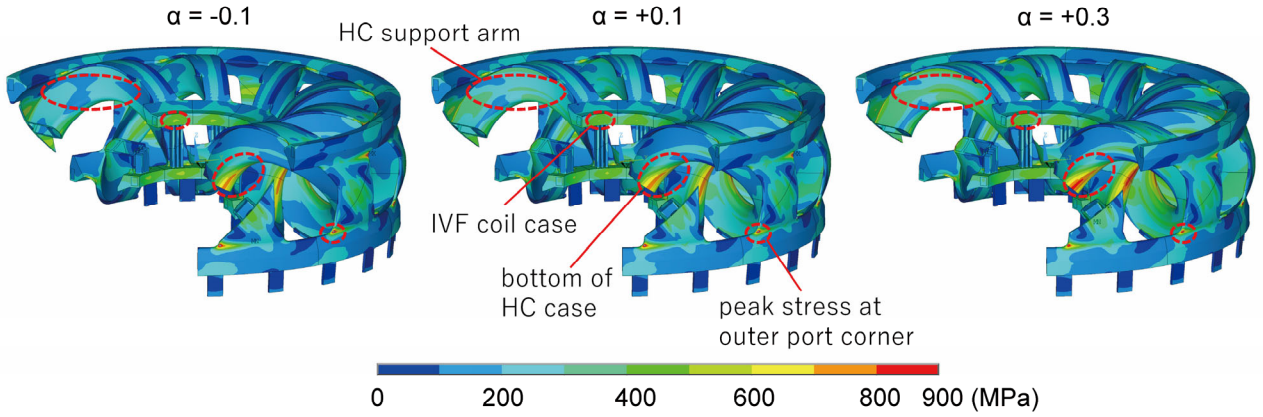 α = -0.1
α = +0.1
α = +0.3
HC support arm
IVF coil case
bottom of
HC case
peak stress at
outer port corner
0 200 400 600 800 900 (MPa)